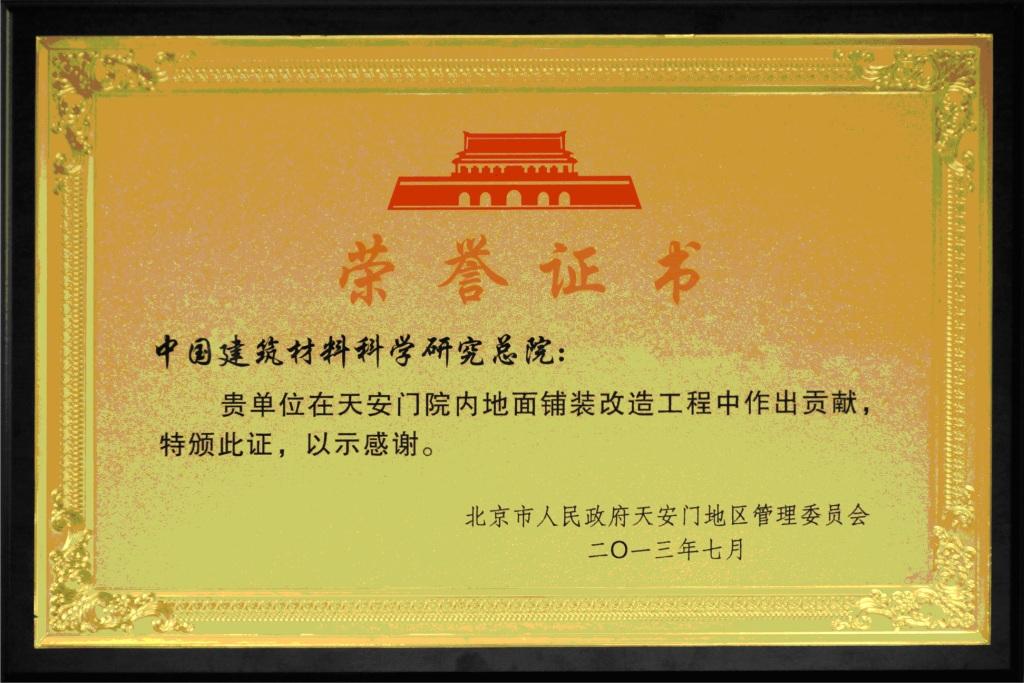 荣誉证书
中国建筑材料科学研究总院：
贵单位在天安门院内地面铺装改造工程中作出贡献，
特颁此证，以示感谢。
北京市人民政府天安门地区管理委员会
二〇一三年七月